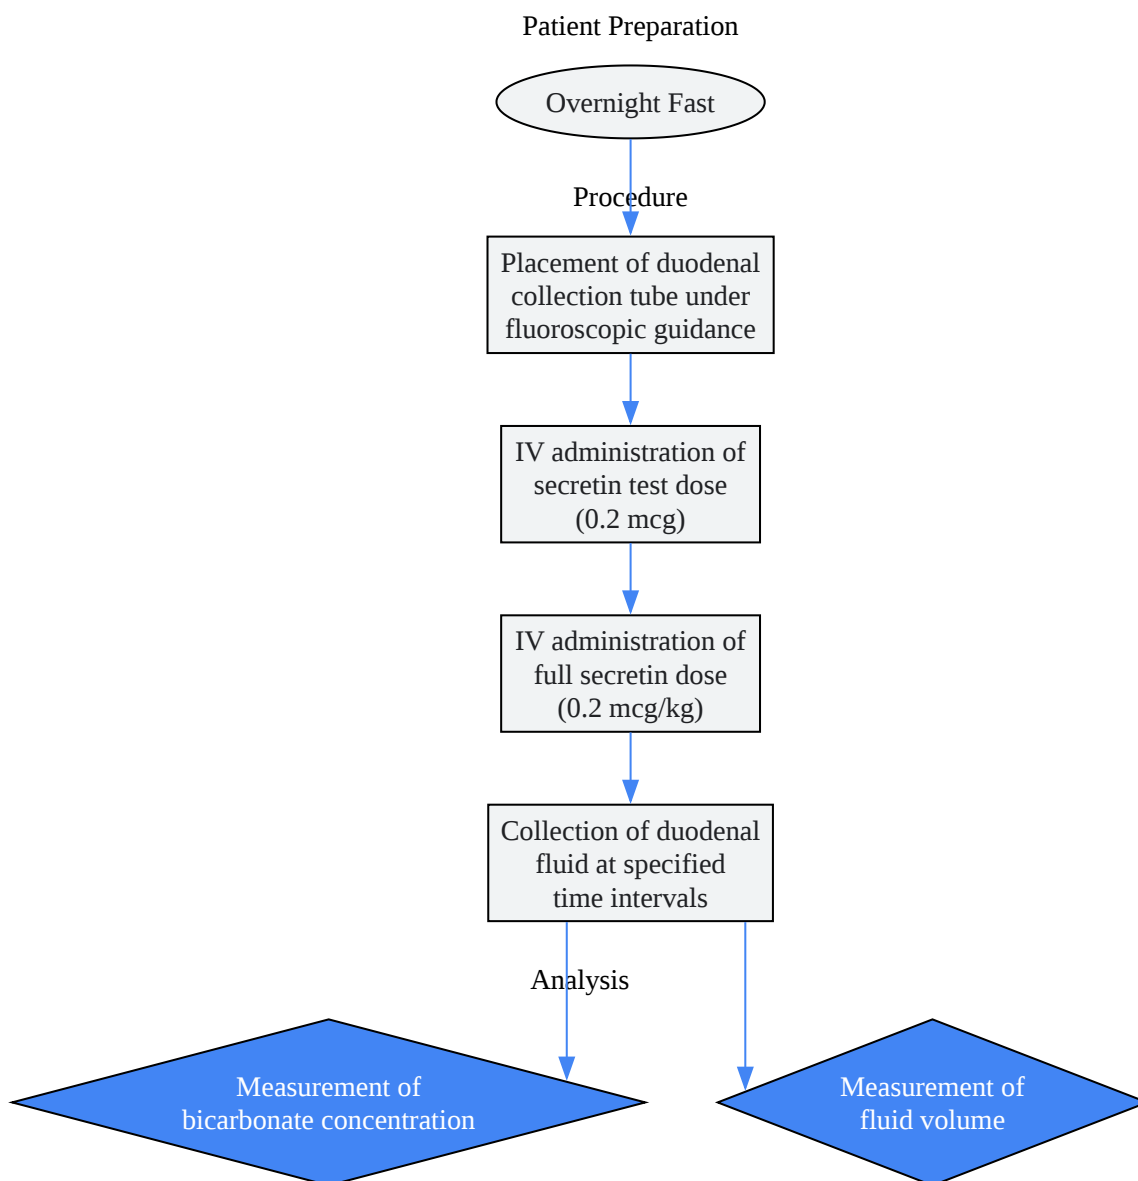 Patient Preparation
Overnight Fast
Procedure
Placement of duodenal
collection tube under
fluoroscopic guidance
IV administration of
secretin test dose
(0.2 mcg)
IV administration of
full secretin dose
(0.2 mcg/kg)
Collection of duodenal
fluid at specified
time intervals
Analysis
Measurement of
bicarbonate concentration
Measurement of
fluid volume